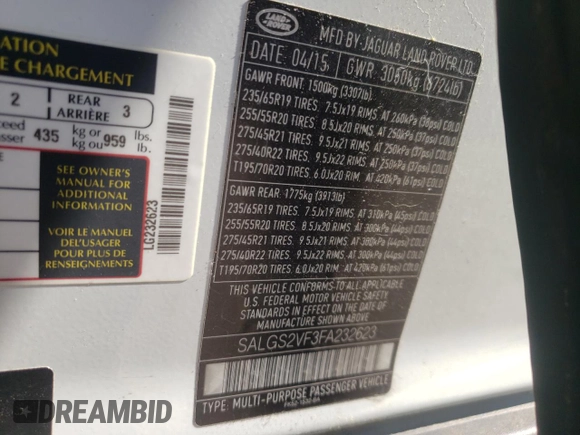 ATION
E CHARGEMENT
2 REAR ARRIÈRE 3
ceed
sser 435 kg or kg ou 959 lbs. lb.
SEE OWNER'S
MANUAL FOR
ADDITIONAL
INFORMATION
VOIR LE MANUEL
DEL'USAGER
POUR PLUS DE
RENSEIGNEMENTS
LG232623
LAND ROVER
MFD BY JAGUAR LAND ROVER LTD
DATE 04/15 GWR 3050kg (6724lb)
GAWR FRONT 1500kg (3307lb)
235/65R19 TIRES. 7.5Jx19 RIMS. AT 260kPa (38psi) COLD
255/55R20 TIRES. 8.5Jx20 RIMS. AT 250kPa (37psi) COLD
275/45R21 TIRES. 9.5Jx21 RIMS. AT 250kPa (37psi) COLD
275/40R22 TIRES. 9.5Jx22 RIMS. AT 250kPa (37psi) COLD
T195/70R20 TIRES. 6.0Jx20 RIM. AT 420kPa (61psi) COLD
GAWR REAR. 1775kg (3913lb)
235/65R19 TIRES. 7.5Jx19 RIMS. AT 310kPa (45psi) COLD
255/55R20 TIRES. 8.5Jx20 RIMS. AT 300kPa (44psi) COLD
275/45R21 TIRES. 9.5Jx21 RIMS. AT 300kPa (44psi) COLD
275/40R22 TIRES. 9.5Jx22 RIMS. AT 300kPa (44psi) COLD
T195/70R20 TIRES. 6.0Jx20 RIM. AT 420kPa (61psi) COLD
THIS VEHICLE CONFORMS TO ALL APPLICABLE
U.S. FEDERAL MOTOR VEHICLE SAFETY
STANDARDS IN EFFECT ON THE DATE OF
MANUFACTURE SHOWN ABOVE
SALGS2VF3FA232623
TYPE: MULTI-PURPOSE PASSENGER VEHICLE
DREAMBID